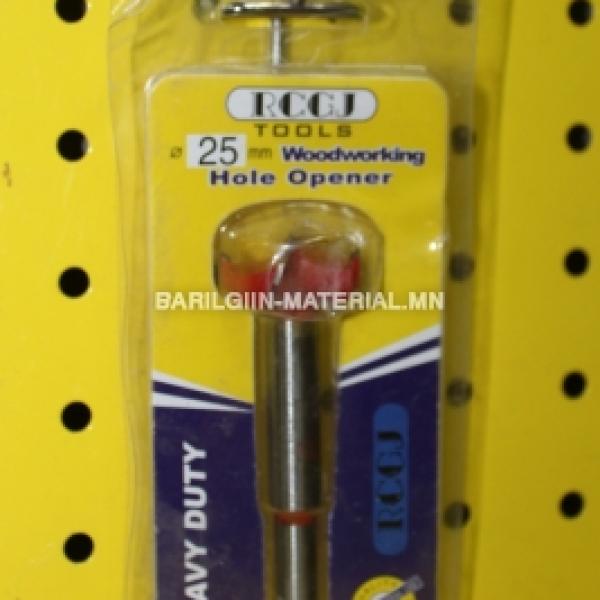 RCGJ
TOOLS
ø 25 mm Woodworking
Hole Opener
BARILGIIN-MATERIAL.MN
AVY DUTY
RCGJ